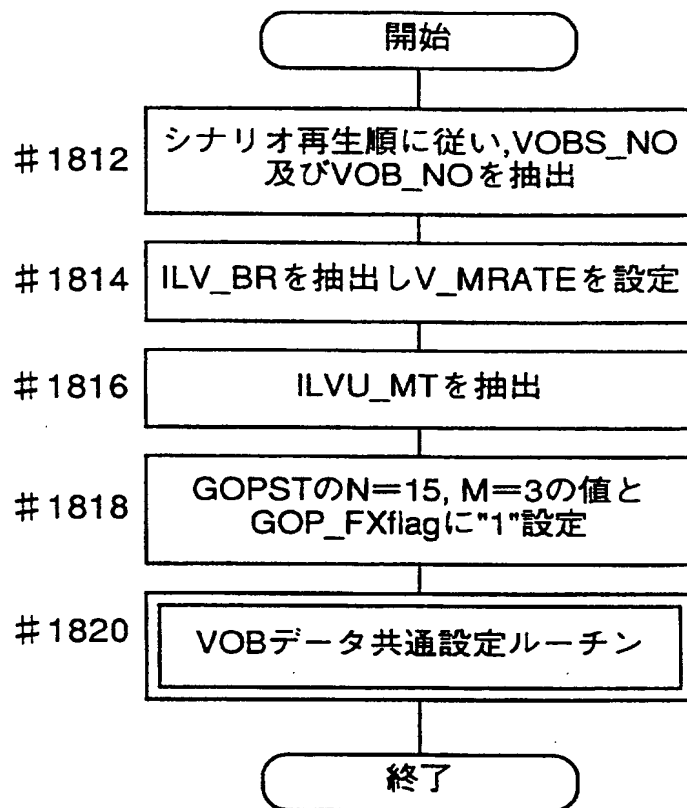 開始
#1812
シナリオ再生順に従い,VOBS_NO
及びVOB_NOを抽出
#1814
ILV_BRを抽出しV_MRATEを設定
#1816
ILVU_MTを抽出
#1818
GOPSTのN=15, M=3の値と
GOP_FXflagに"1"設定
#1820
VOBデータ共通設定ルーチン
終了